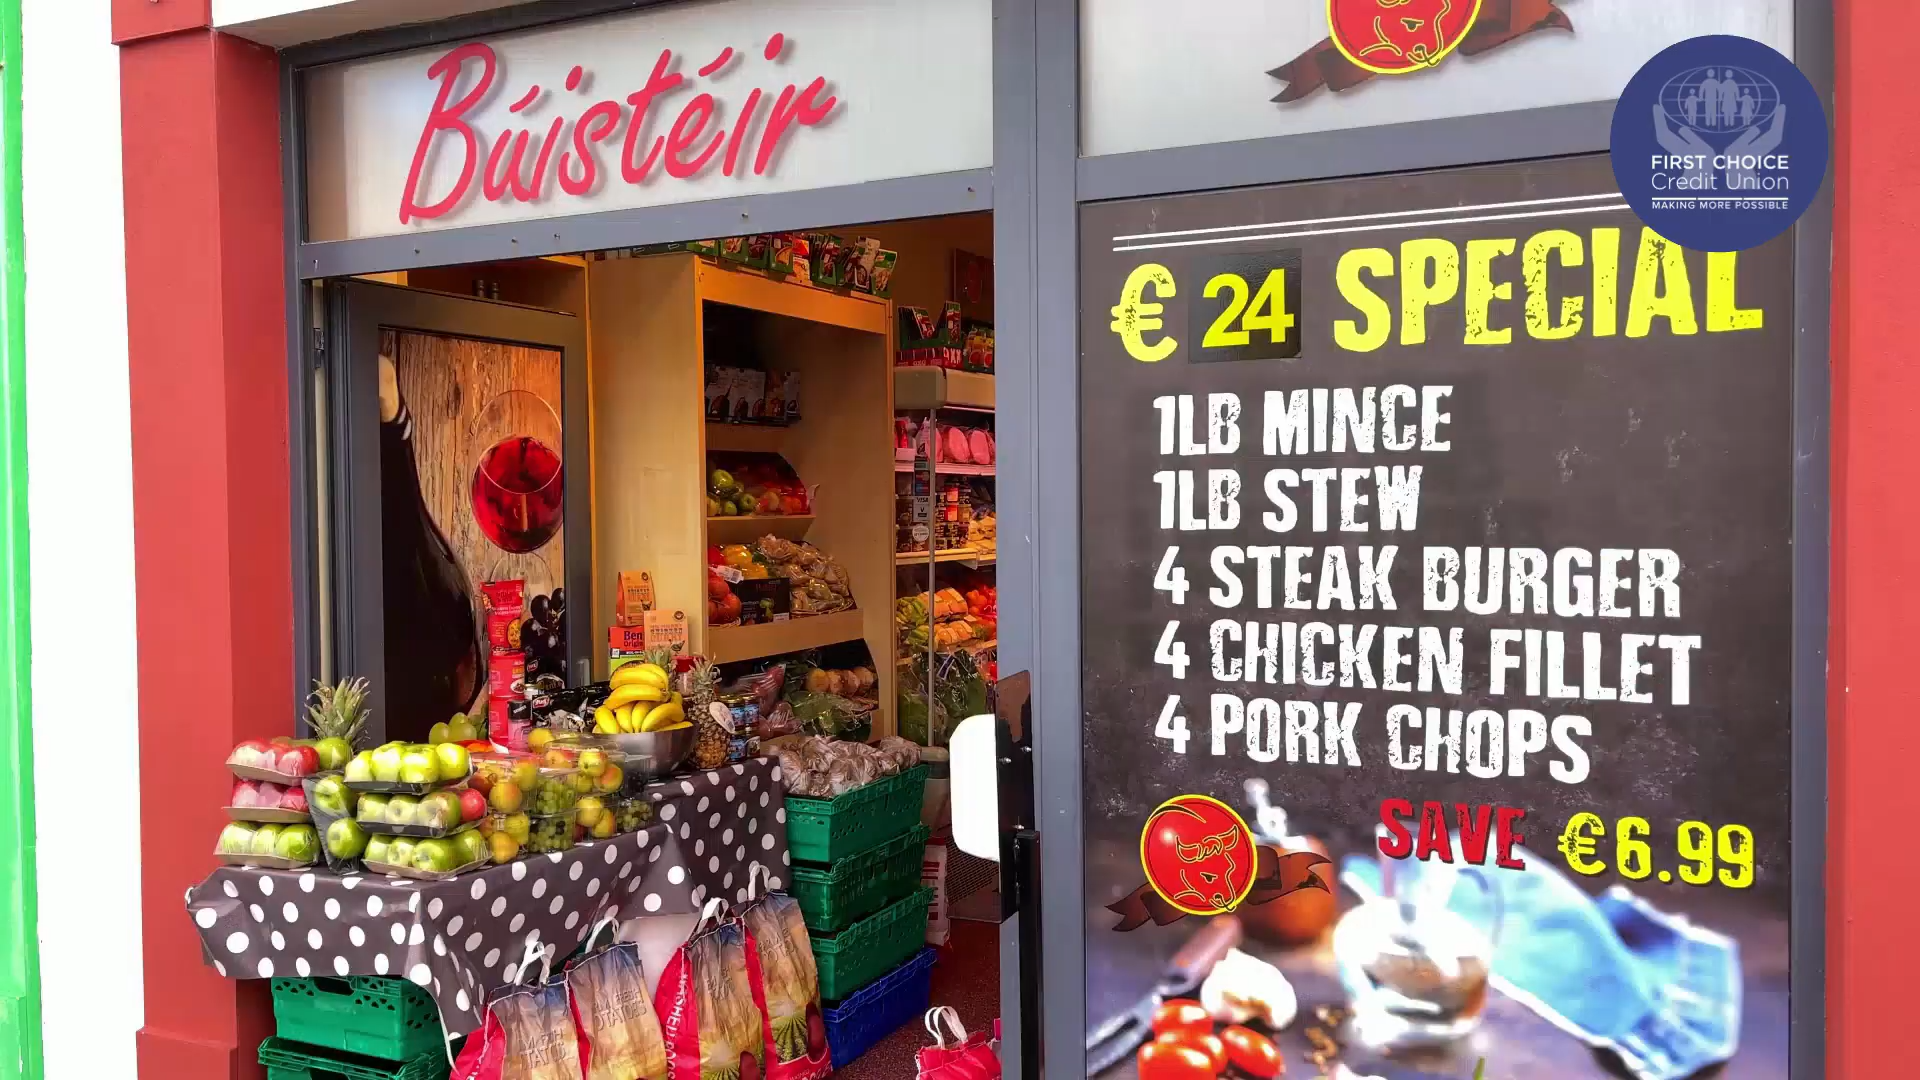 Búistéir
FIRST CHOICE
Credit Union
MAKING MORE POSSIBLE
€ 24 SPECIAL
1LB MINCE
1LB STEW
4 STEAK BURGER
4 CHICKEN FILLET
4 PORK CHOPS
SAVE €6.99
Ben